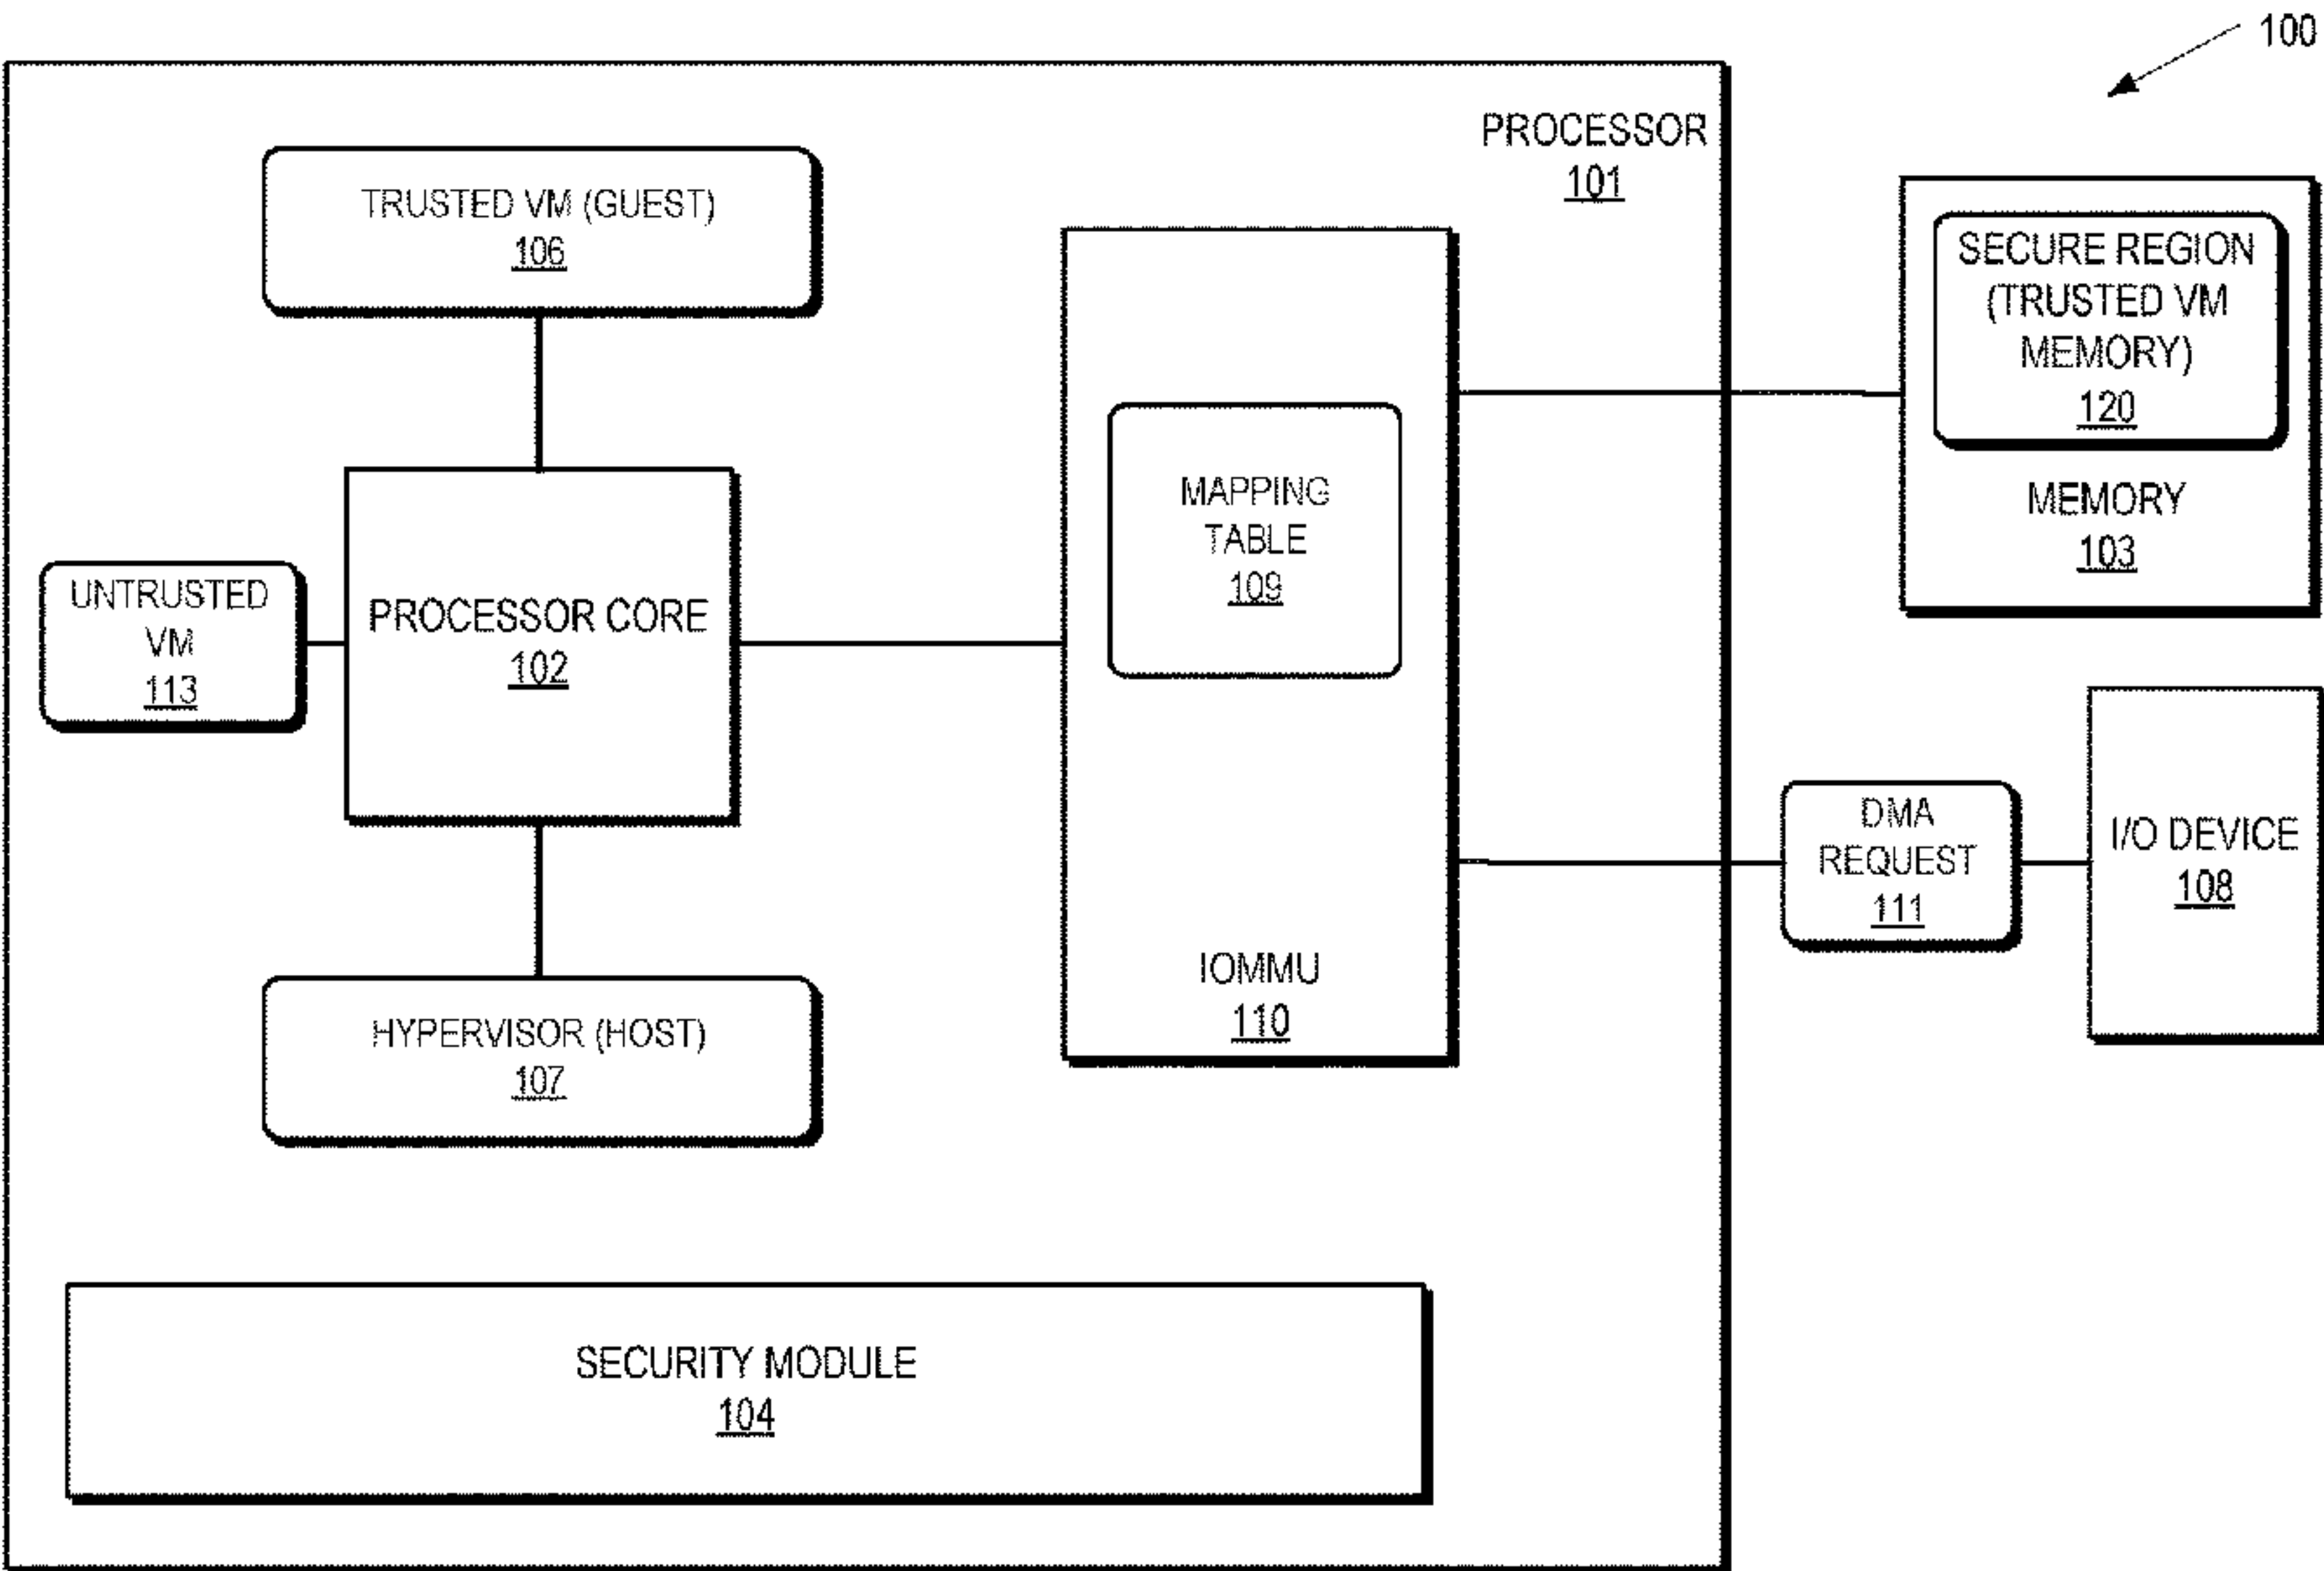 100
PROCESSOR
101
TRUSTED VM (GUEST)
106
SECURE REGION
(TRUSTED VM
MEMORY)
120
MEMORY
103
MAPPING
TABLE
109
UNTRUSTED
VM
113
PROCESSOR CORE
102
DMA
REQUEST
111
I/O DEVICE
108
IOMMU
110
HYPERVISOR (HOST)
107
SECURITY MODULE
104